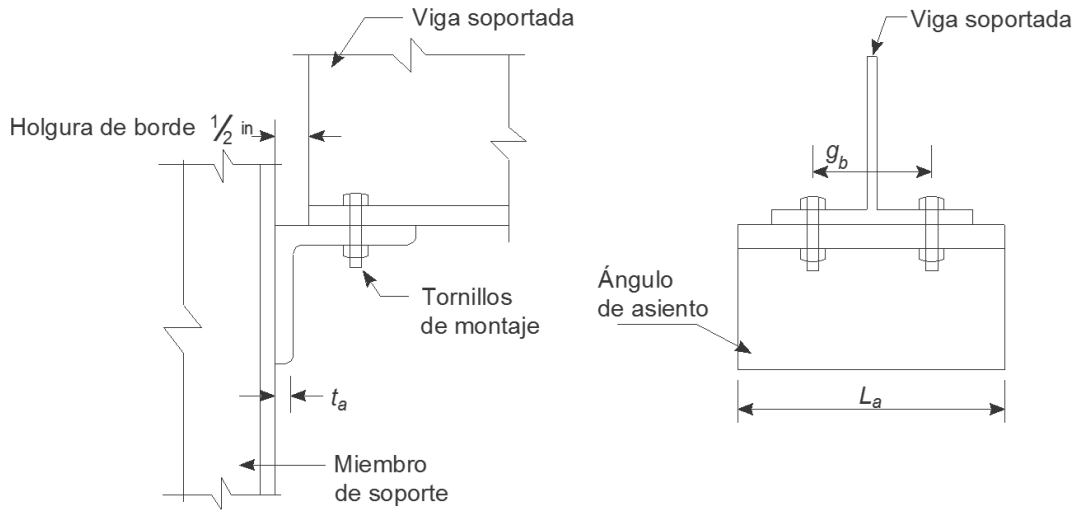 Viga soportada
Holgura de borde ½ in
Tornillos
de montaje
t_a
Miembro
de soporte
Viga soportada
g_b
Ángulo
de asiento
L_a